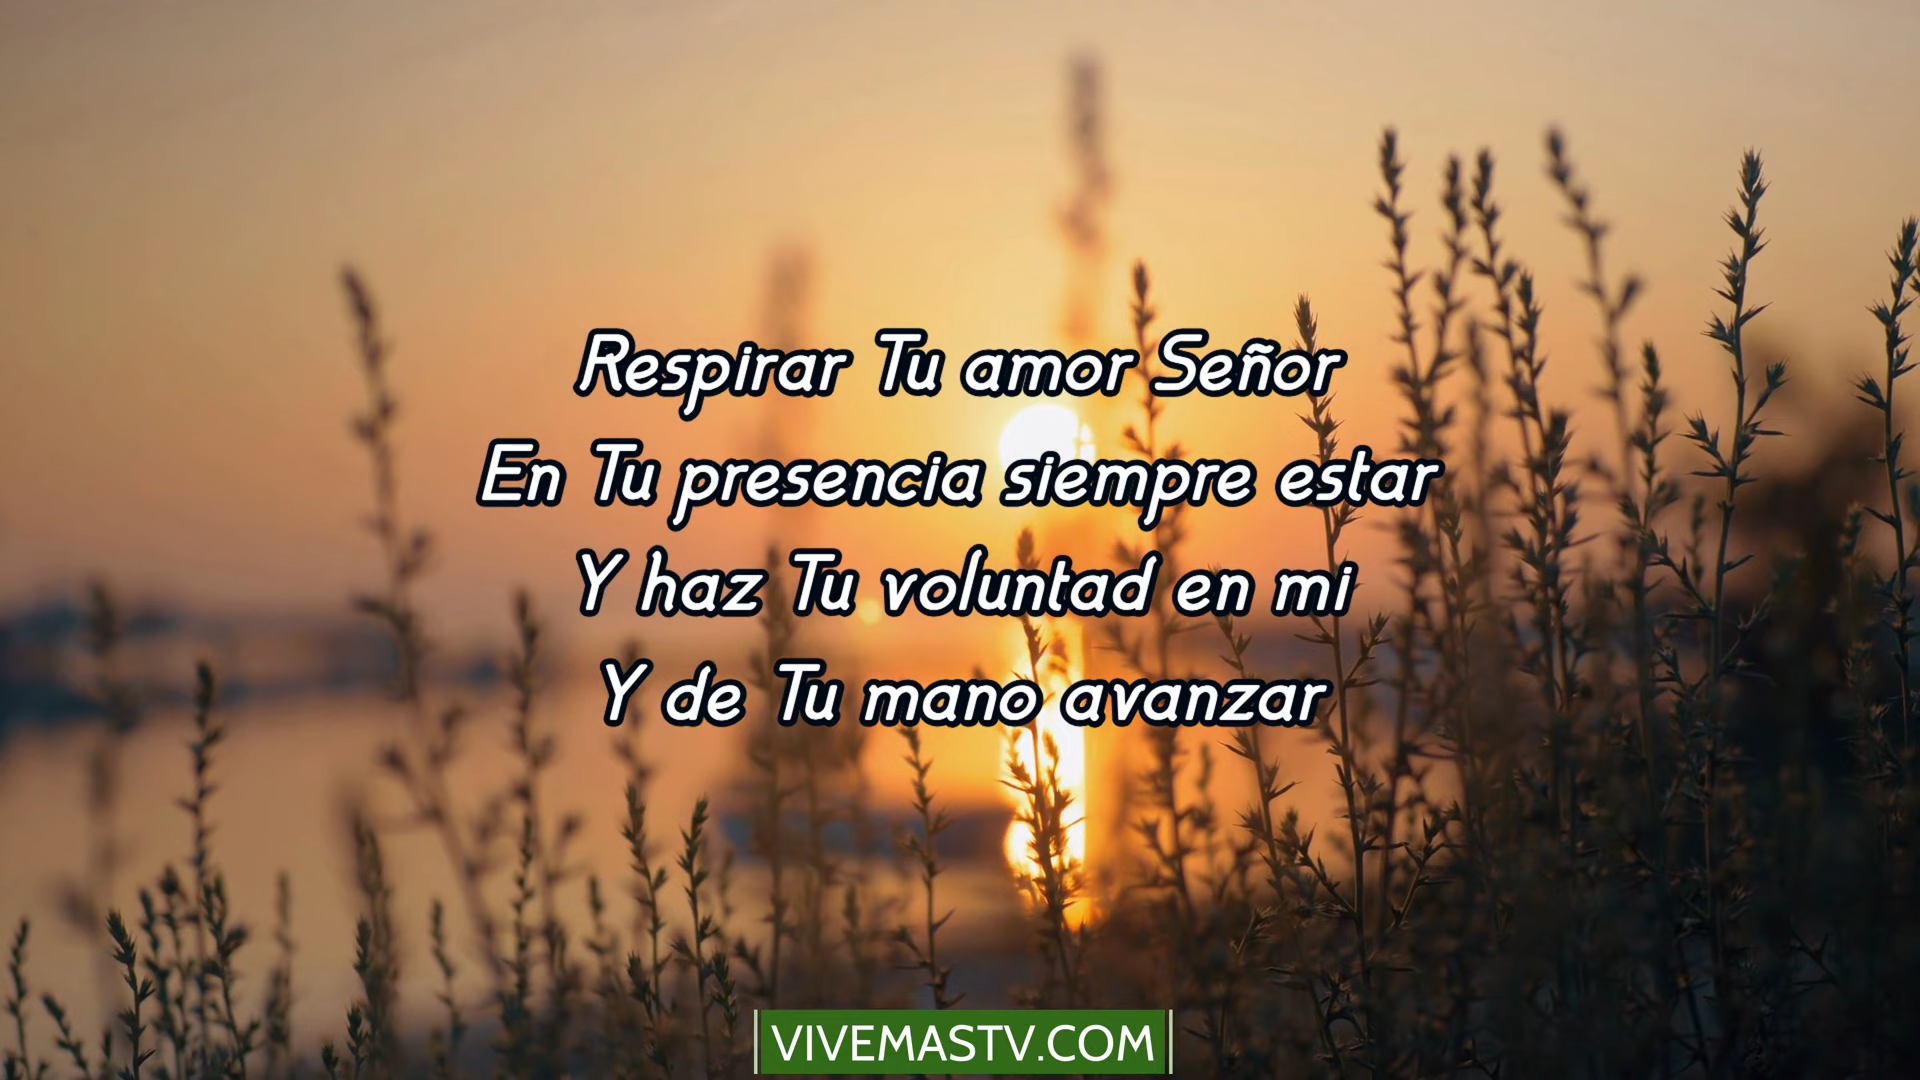 Respirar Tu amor Señor
En Tu presencia siempre estar
Y haz Tu voluntad en mi
Y de Tu mano avanzar
VIVEMASTV.COM